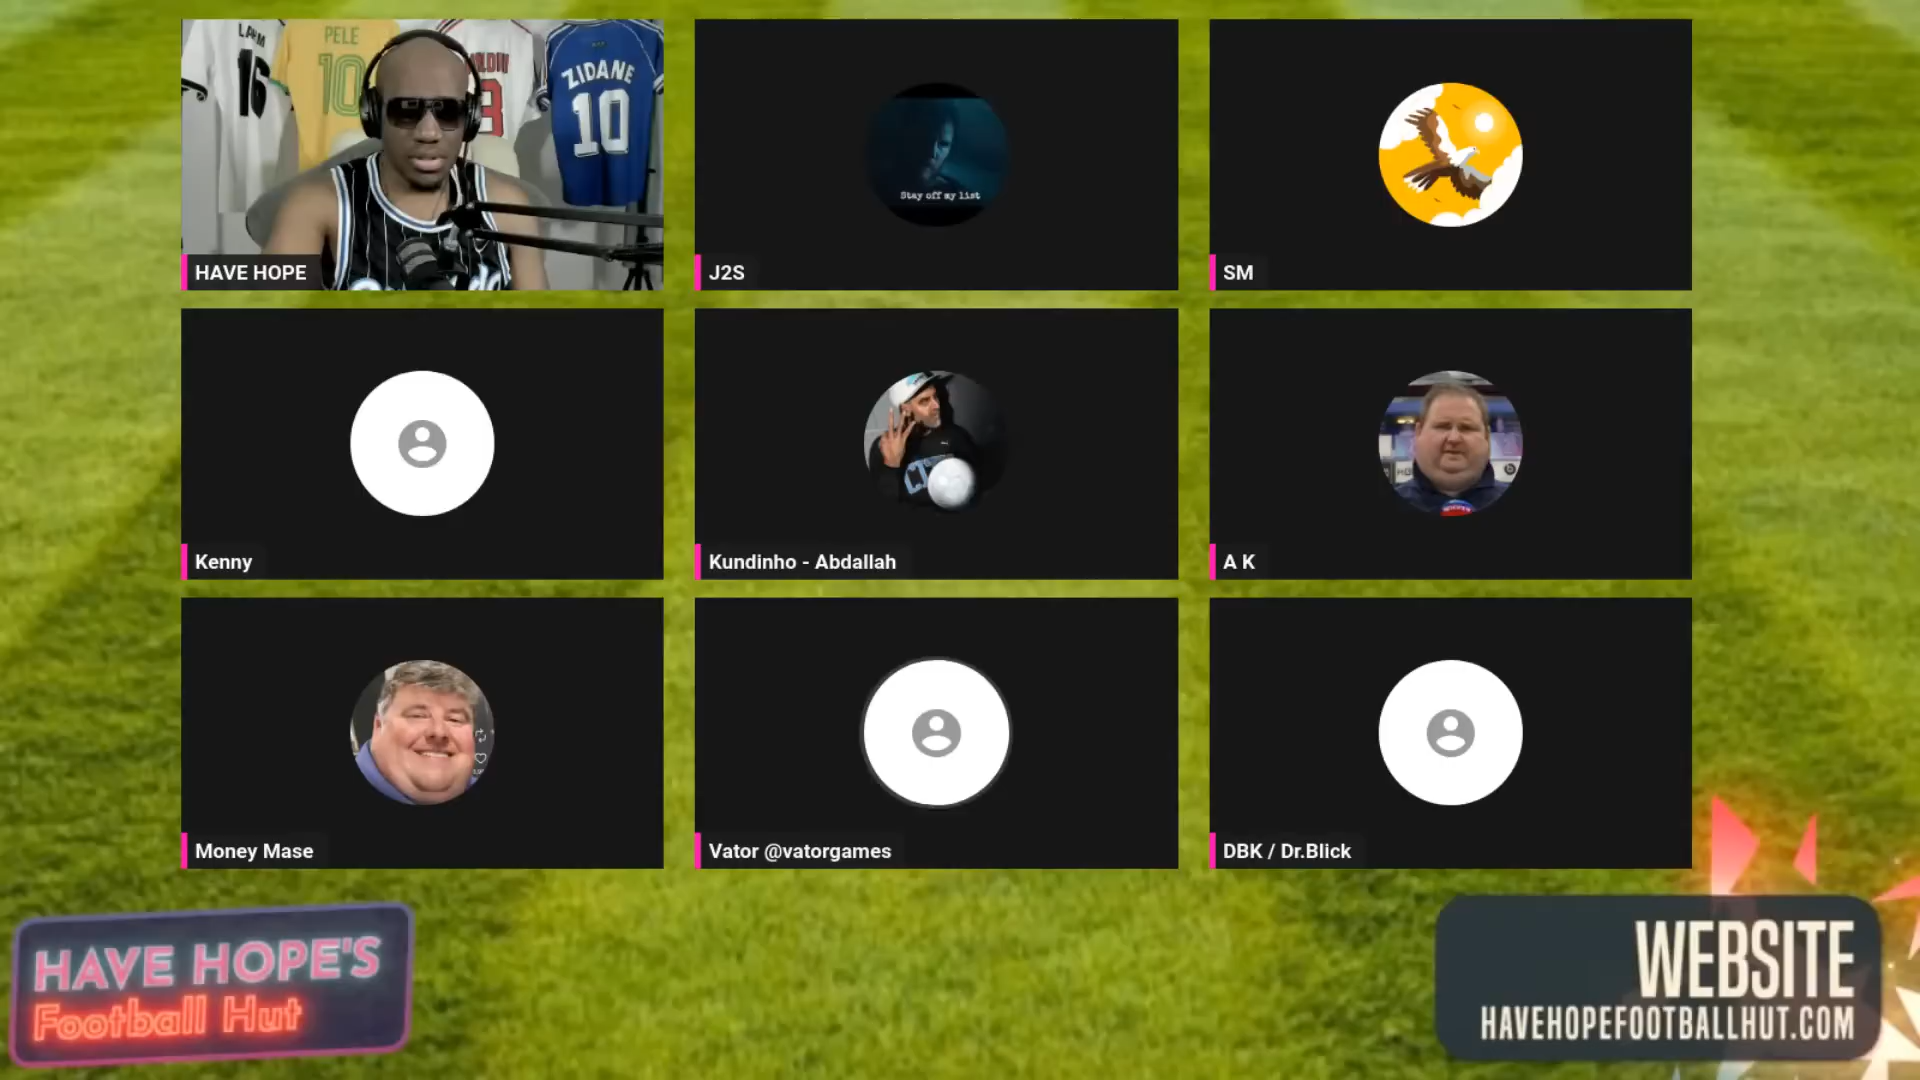 LAHM
16
PELE
10
ZIDANE
10
HAVE HOPE
Stay off my list
J2S
SM
Kenny
Kundinho - Abdallah
A K
Money Mase
Vator @vatorgames
DBK / Dr.Blick
HAVE HOPE'S
Football Hut
WEBSITE
HAVEHOPEFOOTBALLHUT.COM